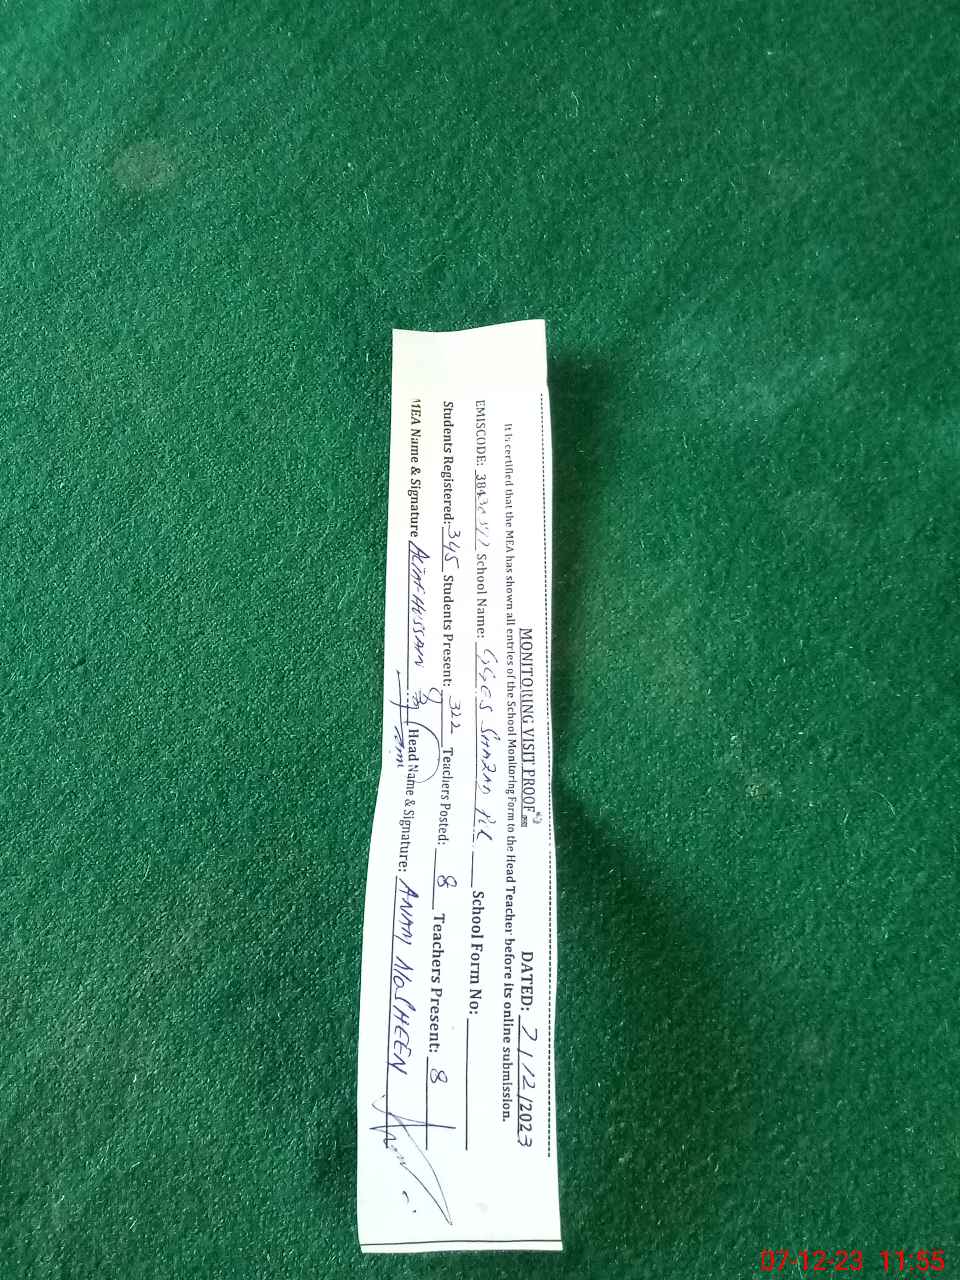 MONITORING VISIT PROOF DATED: 7/12/2023
It is certified that the MEA has shown all entries of the School Monitoring Form to the Head Teacher before its online submission.
EMISCODE: School Name: School Form No:
Students Registered: 345 Students Present: 322 Teachers Posted: 8 Teachers Present: 8
MEA Name & Signature Head Name & Signature: ANAM NOSHEEN
07-12-23 11:55